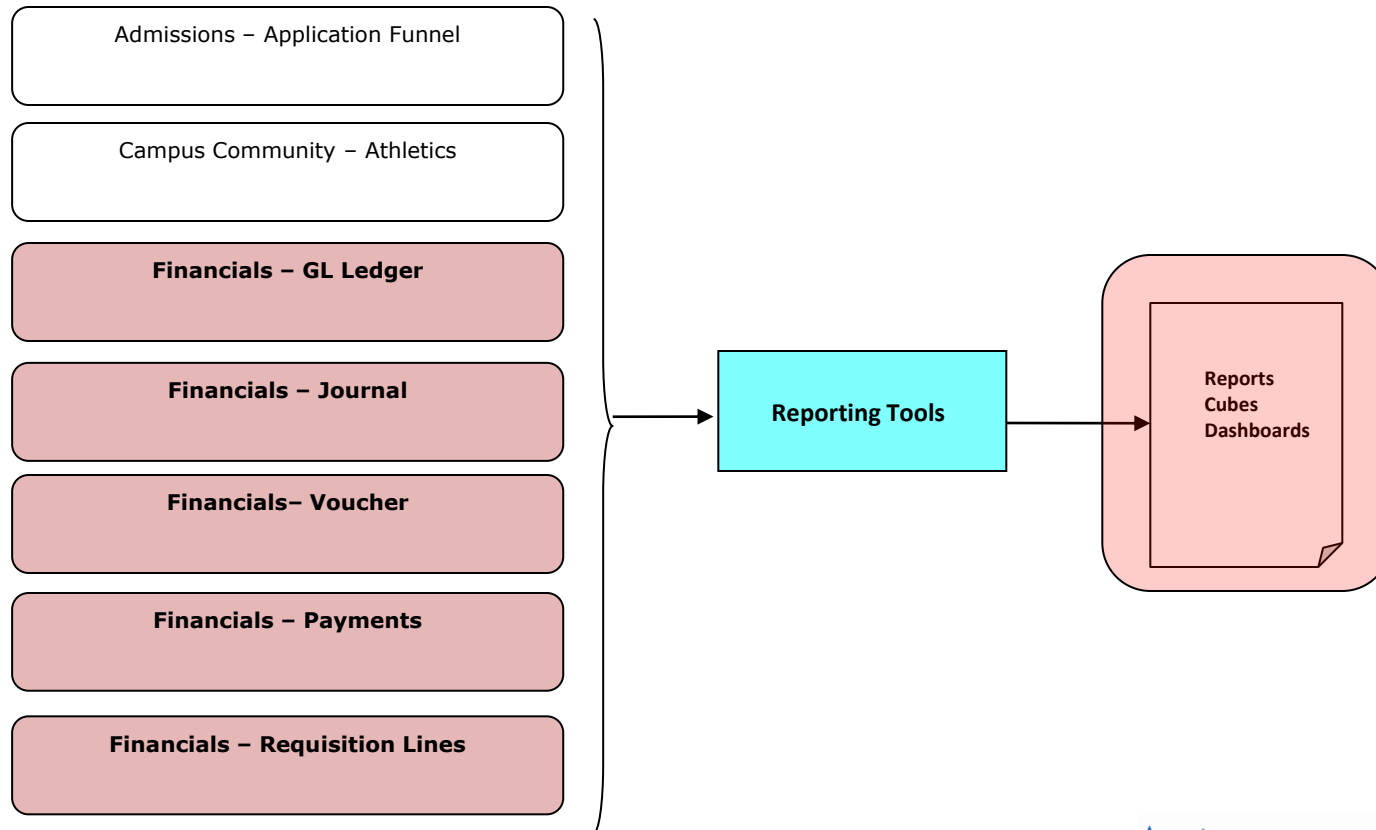 Admissions – Application Funnel
Campus Community – Athletics
Financials – GL Ledger
Financials – Journal
Financials– Voucher
Financials – Payments
Financials – Requisition Lines
Reporting Tools
Reports
Cubes
Dashboards